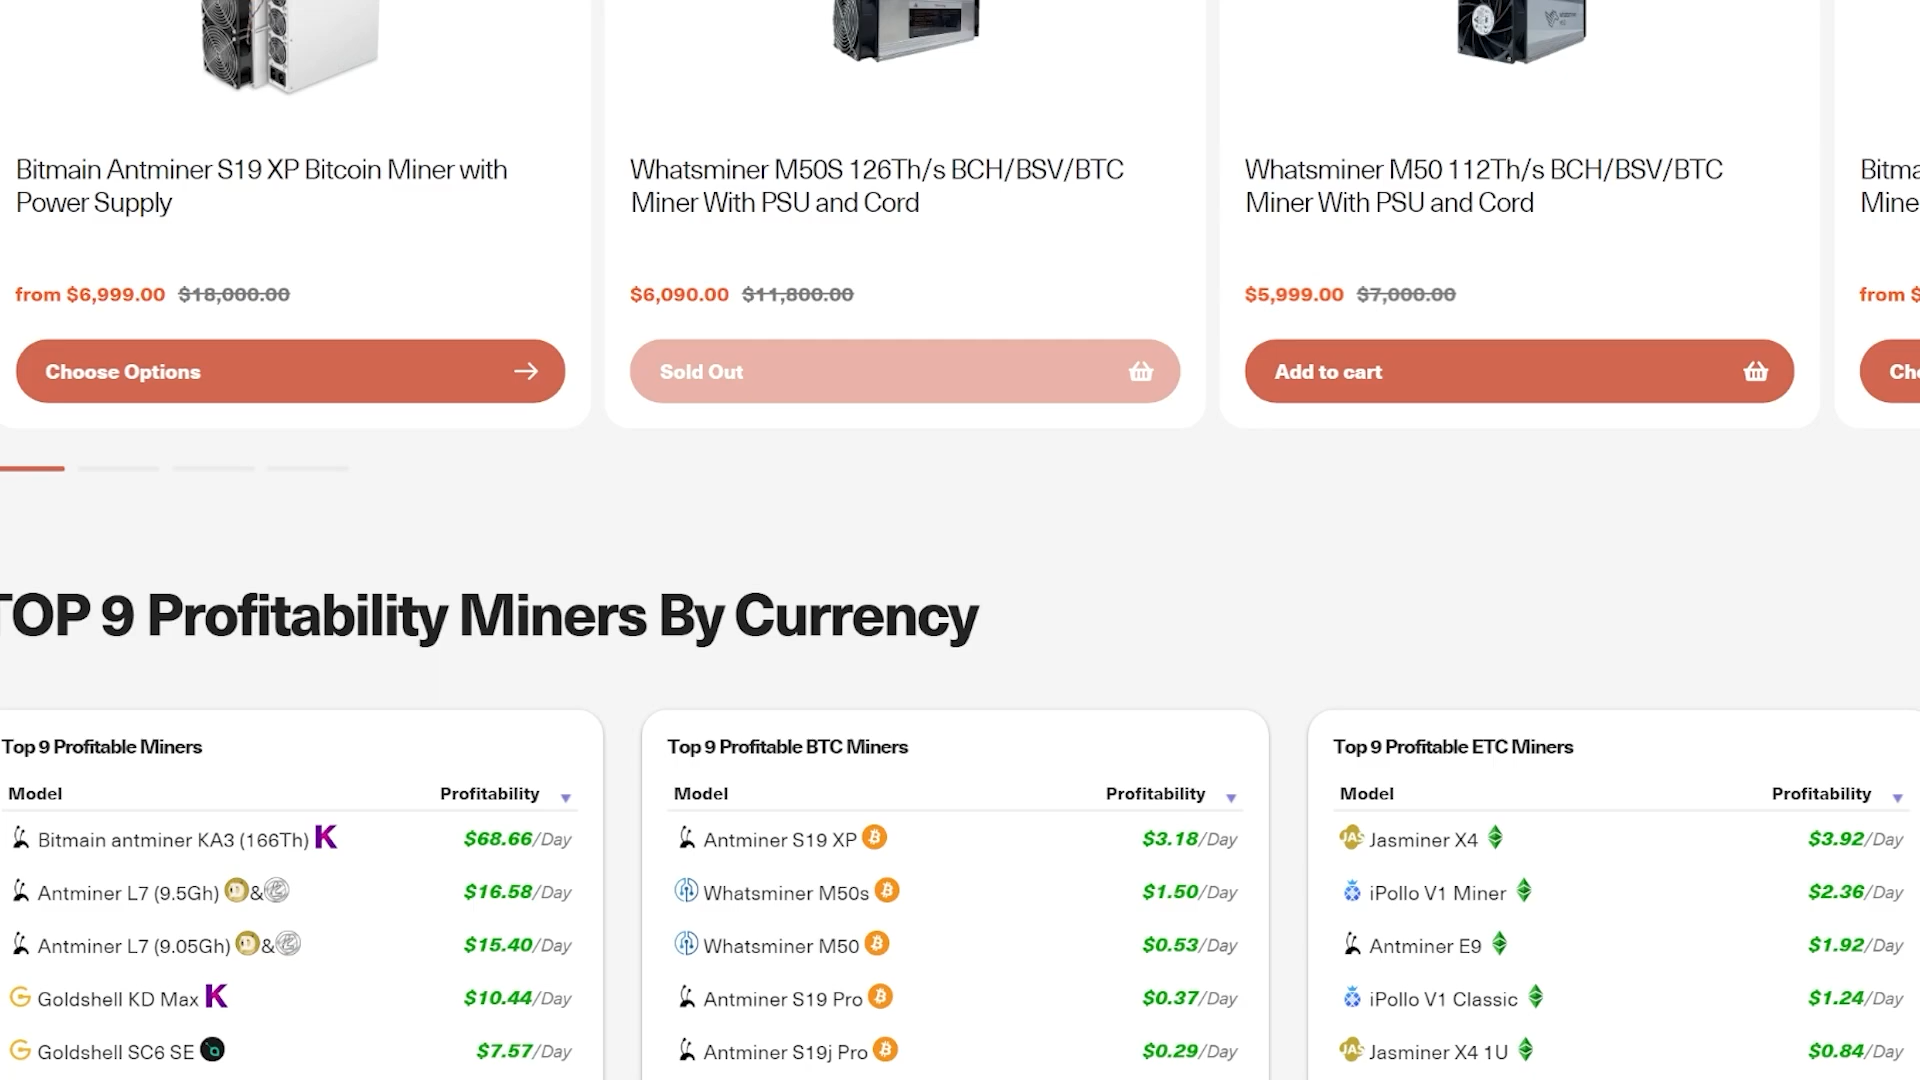 Bitmain Antminer S19 XP Bitcoin Miner with
Power Supply
from $6,999.00 $18,000.00
Choose Options
Whatsminer M50S 126Th/s BCH/BSV/BTC
Miner With PSU and Cord
$6,090.00 $11,800.00
Sold Out
Whatsminer M50 112Th/s BCH/BSV/BTC
Miner With PSU and Cord
$5,999.00 $7,000.00
Add to cart
Bitma
Mine
from $
Ch
TOP 9 Profitability Miners By Currency
Top 9 Profitable Miners
Model Profitability
Bitmain antminer KA3 (166Th) K $68.66/Day
Antminer L7 (9.5Gh) & $16.58/Day
Antminer L7 (9.05Gh) & $15.40/Day
Goldshell KD Max K $10.44/Day
Goldshell SC6 SE $7.57/Day
Top 9 Profitable BTC Miners
Model Profitability
Antminer S19 XP $3.18/Day
Whatsminer M50s $1.50/Day
Whatsminer M50 $0.53/Day
Antminer S19 Pro $0.37/Day
Antminer S19j Pro $0.29/Day
Top 9 Profitable ETC Miners
Model Profitability
JAS Jasminer X4 $3.92/Day
iPollo V1 Miner $2.36/Day
Antminer E9 $1.92/Day
iPollo V1 Classic $1.24/Day
JAS Jasminer X4 1U $0.84/Day